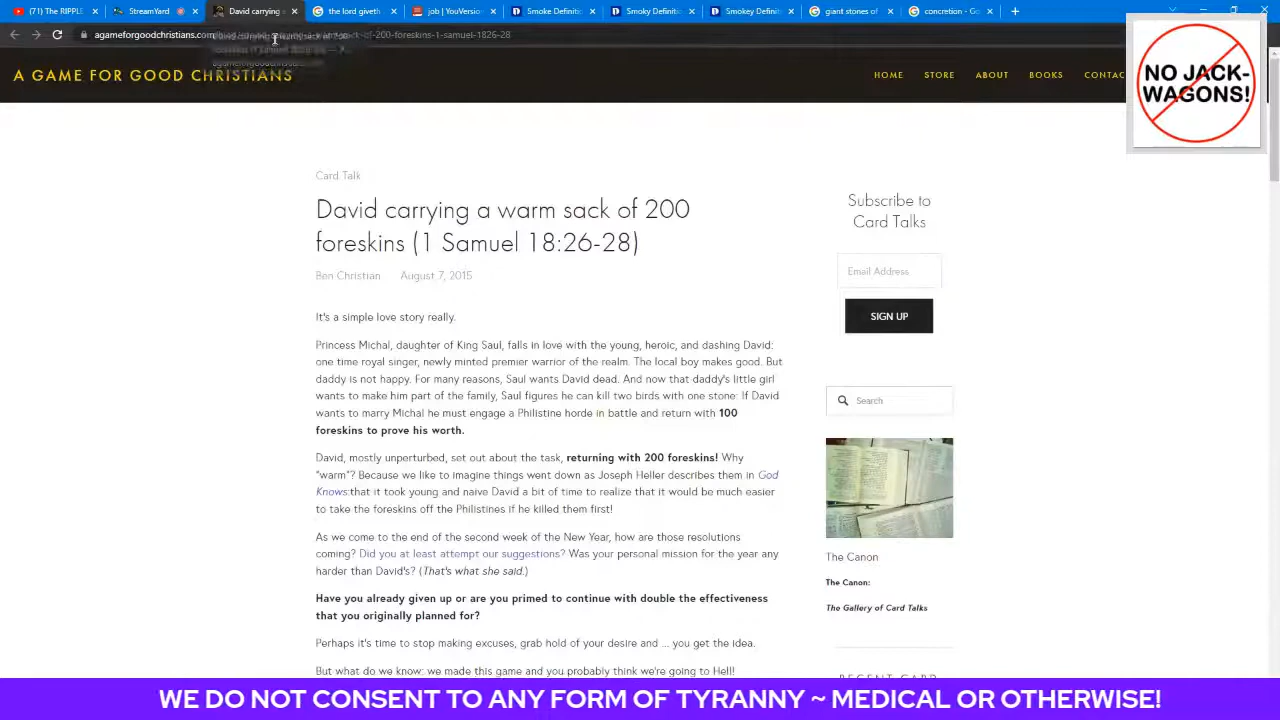 (71) The RIPPL
StreamYard
David carrying a
the lord giveth
job | YouVersion
Smoke Definitio
Smoky Definitio
Smokey Definit
giant stones of
concretion - Go
agameforgoodchristians.com
-200-foreskins-1-samuel-1826-28
A GAME FOR GOOD CHRISTIANS
HOME
STORE
ABOUT
BOOKS
CONTAC
NO JACK-
WAGONS!
Card Talk
David carrying a warm sack of 200
foreskins (1 Samuel 18:26-28)
Ben Christian August 7, 2015
It's a simple love story really.
Princess Michal, daughter of King Saul, falls in love with the young, heroic, and dashing David:
one time royal singer, newly minted premier warrior of the realm. The local boy makes good. But
daddy is not happy. For many reasons, Saul wants David dead. And now that daddy's little girl
wants to make him part of the family, Saul figures he can kill two birds with one stone: If David
wants to marry Michal he must engage a Philistine horde in battle and return with 100
foreskins to prove his worth.
David, mostly unperturbed, set out about the task, returning with 200 foreskins! Why
"warm"? Because we like to imagine things went down as Joseph Heller describes them in God
Knows:that it took young and naive David a bit of time to realize that it would be much easier
to take the foreskins off the Philistines if he killed them first!
As we come to the end of the second week of the New Year, how are those resolutions
coming? Did you at least attempt our suggestions? Was your personal mission for the year any
harder than David's? (That's what she said.)
Have you already given up or are you primed to continue with double the effectiveness
that you originally planned for?
Perhaps it's time to stop making excuses, grab hold of your desire and ... you get the idea.
But what do we know: we made this game and you probably think we're going to Hell!
Subscribe to
Card Talks
Email Address
SIGN UP
Search
The Canon
The Canon:
The Gallery of Card Talks
RECENT CARD
WE DO NOT CONSENT TO ANY FORM OF TYRANNY ~ MEDICAL OR OTHERWISE!